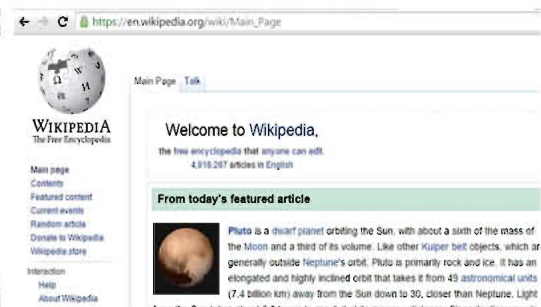 https://en.wikipedia.org/wiki/Main_Page
WIKIPEDIA
The Free Encyclopedia
Main page
Contents
Featured content
Current events
Random article
Donate to Wikipedia
Wikipedia store
Interaction
Help
About Wikipedia
Main Page Talk
Welcome to Wikipedia,
the free encyclopedia that anyone can edit.
4,916,267 articles in English
From today's featured article
Pluto is a dwarf planet orbiting the Sun, with about a sixth of the mass of
the Moon and a third of its volume. Like other Kuiper belt objects, which ar
generally outside Neptune's orbit, Pluto is primarily rock and ice. It has an
elongated and highly inclined orbit that takes it from 49 astronomical units
(7.4 billion km) away from the Sun down to 30, closer than Neptune. Light